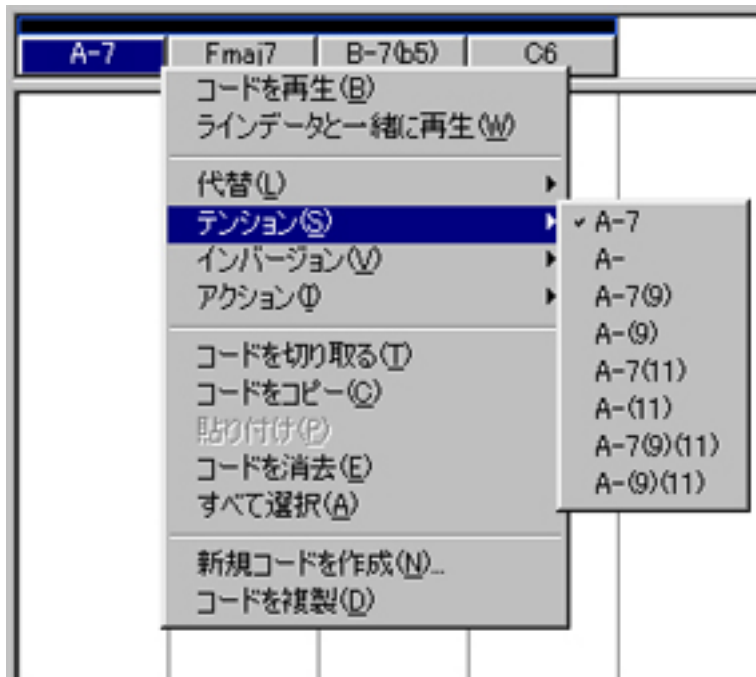 A-7 Fmaj7 B-7(b5) C6
コードを再生(B)
ラインデータと一緒に再生(W)
代替(L)
テンション(S)
インバージョン(V)
アクション(I)
コードを切り取る(T)
コードをコピー(C)
貼り付け(P)
コードを消去(E)
すべて選択(A)
新規コードを作成(N)...
コードを複製(D)
A-7
A-
A-7(9)
A-(9)
A-7(11)
A-(11)
A-7(9)(11)
A-(9)(11)